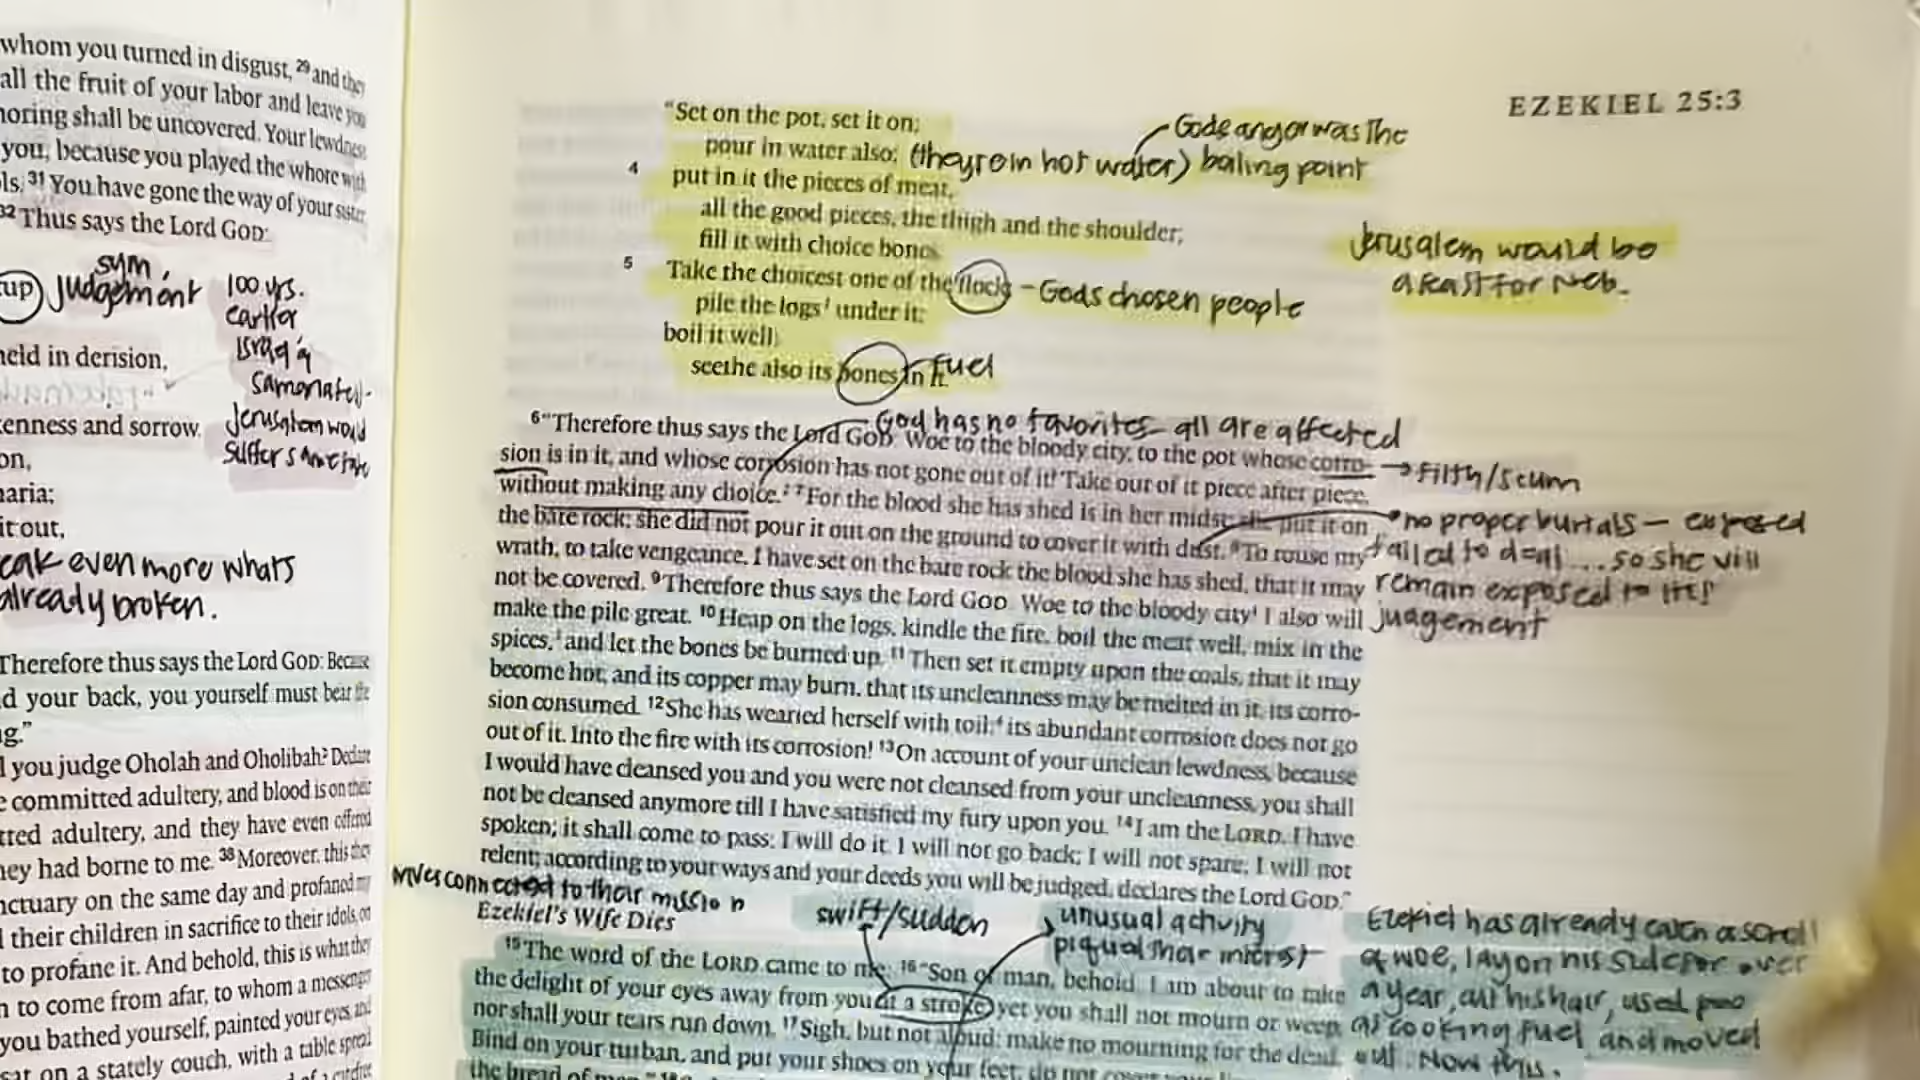 whom you turned in disgust, 29 and they
all the fruit of your labor and leave you
shall be uncovered. Your lewdness
you, because you played the whore with
31 You have gone the way of your sister
32 Thus says the Lord GOD:
sym.
judgement
100 yrs.
earlier
held in derision,
Jerusalem would
suffer same fate
and sorrow.
it out,
even more whats
already broken.
Therefore thus says the Lord GOD: Because
your back, you yourself must bear the
you judge Oholah and Oholibah? Declare
committed adultery, and blood is on their
adultery, and they have even offered
they had borne to me. 38 Moreover, this they
on the same day and profaned my
their children in sacrifice to their idols, on
to profane it. And behold, this is what they
to come from afar, to whom a messenger
you bathed yourself, painted your eyes, and
on a stately couch, with a table spread
EZEKIEL 25:3
"Set on the pot, set it on;
pour in water also; (theyre in hot water)
Gods anger was the
boiling point
4 put in it the pieces of meat,
all the good pieces, the thigh and the shoulder;
fill it with choice bones.
Jerusalem would be
a feast for Neb.
5 Take the choicest one of the flock; - Gods chosen people
pile the logs 1 under it;
boil it well;
seethe also its bones in it. Fuel
God has no favorites - all are affected
6 "Therefore thus says the Lord GOD: Woe to the bloody city, to the pot whose corro-
→ filth/scum
sion is in it, and whose corrosion has not gone out of it! Take out of it piece after piece,
without making any choice. 2 7 For the blood she has shed is in her midst; she put it on
no proper burials - exposed
the bare rock; she did not pour it out on the ground to cover it with dust. 8 To rouse my
failed to deal ... so she will
wrath, to take vengeance, I have set on the bare rock the blood she has shed, that it may
remain exposed to
not be covered. 9 Therefore thus says the Lord GOD: Woe to the bloody city! I also will
judgement
make the pile great. 10 Heap on the logs, kindle the fire, boil the meat well, mix in the
spices, 3 and let the bones be burned up. 11 Then set it empty upon the coals, that it may
become hot, and its copper may burn, that its uncleanness may be melted in it, its corro-
sion consumed. 12 She has wearied herself with toil; 4 its abundant corrosion does not go
out of it. Into the fire with its corrosion! 13 On account of your unclean lewdness, because
I would have cleansed you and you were not cleansed from your uncleanness, you shall
not be cleansed anymore till I have satisfied my fury upon you. 14 I am the LORD. I have
spoken; it shall come to pass; I will do it. I will not go back; I will not spare; I will not
relent; according to your ways and your deeds you will be judged, declares the Lord GOD."
wives connected to their mission
Ezekiel's Wife Dies
swift/sudden
unusual activity
piqued their interest
15 The word of the LORD came to me: 16 "Son of man, behold, I am about to take
the delight of your eyes away from you at a stroke; yet you shall not mourn or weep,
nor shall your tears run down. 17 Sigh, but not aloud; make no mourning for the dead.
Bind on your turban, and put your shoes on your feet; do not cover your
the bread of men." 18
Ezekiel has already eaten a scroll
of woe, lay on his side for over
a year, cut his hair, used poo
as cooking fuel and moved
out. Now this.